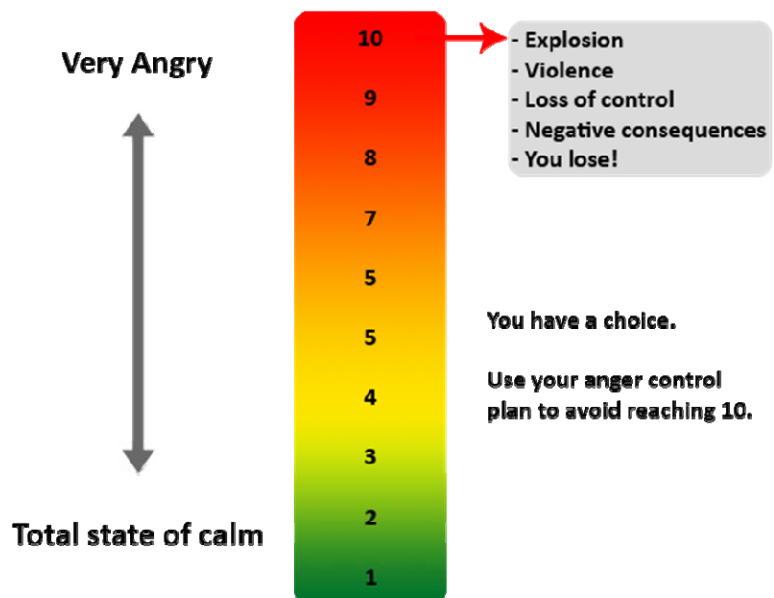 Very Angry
Total state of calm
10
9
8
7
5
5
4
3
2
1
- Explosion
- Violence
- Loss of control
- Negative consequences
- You lose!
You have a choice.
Use your anger control
plan to avoid reaching 10.